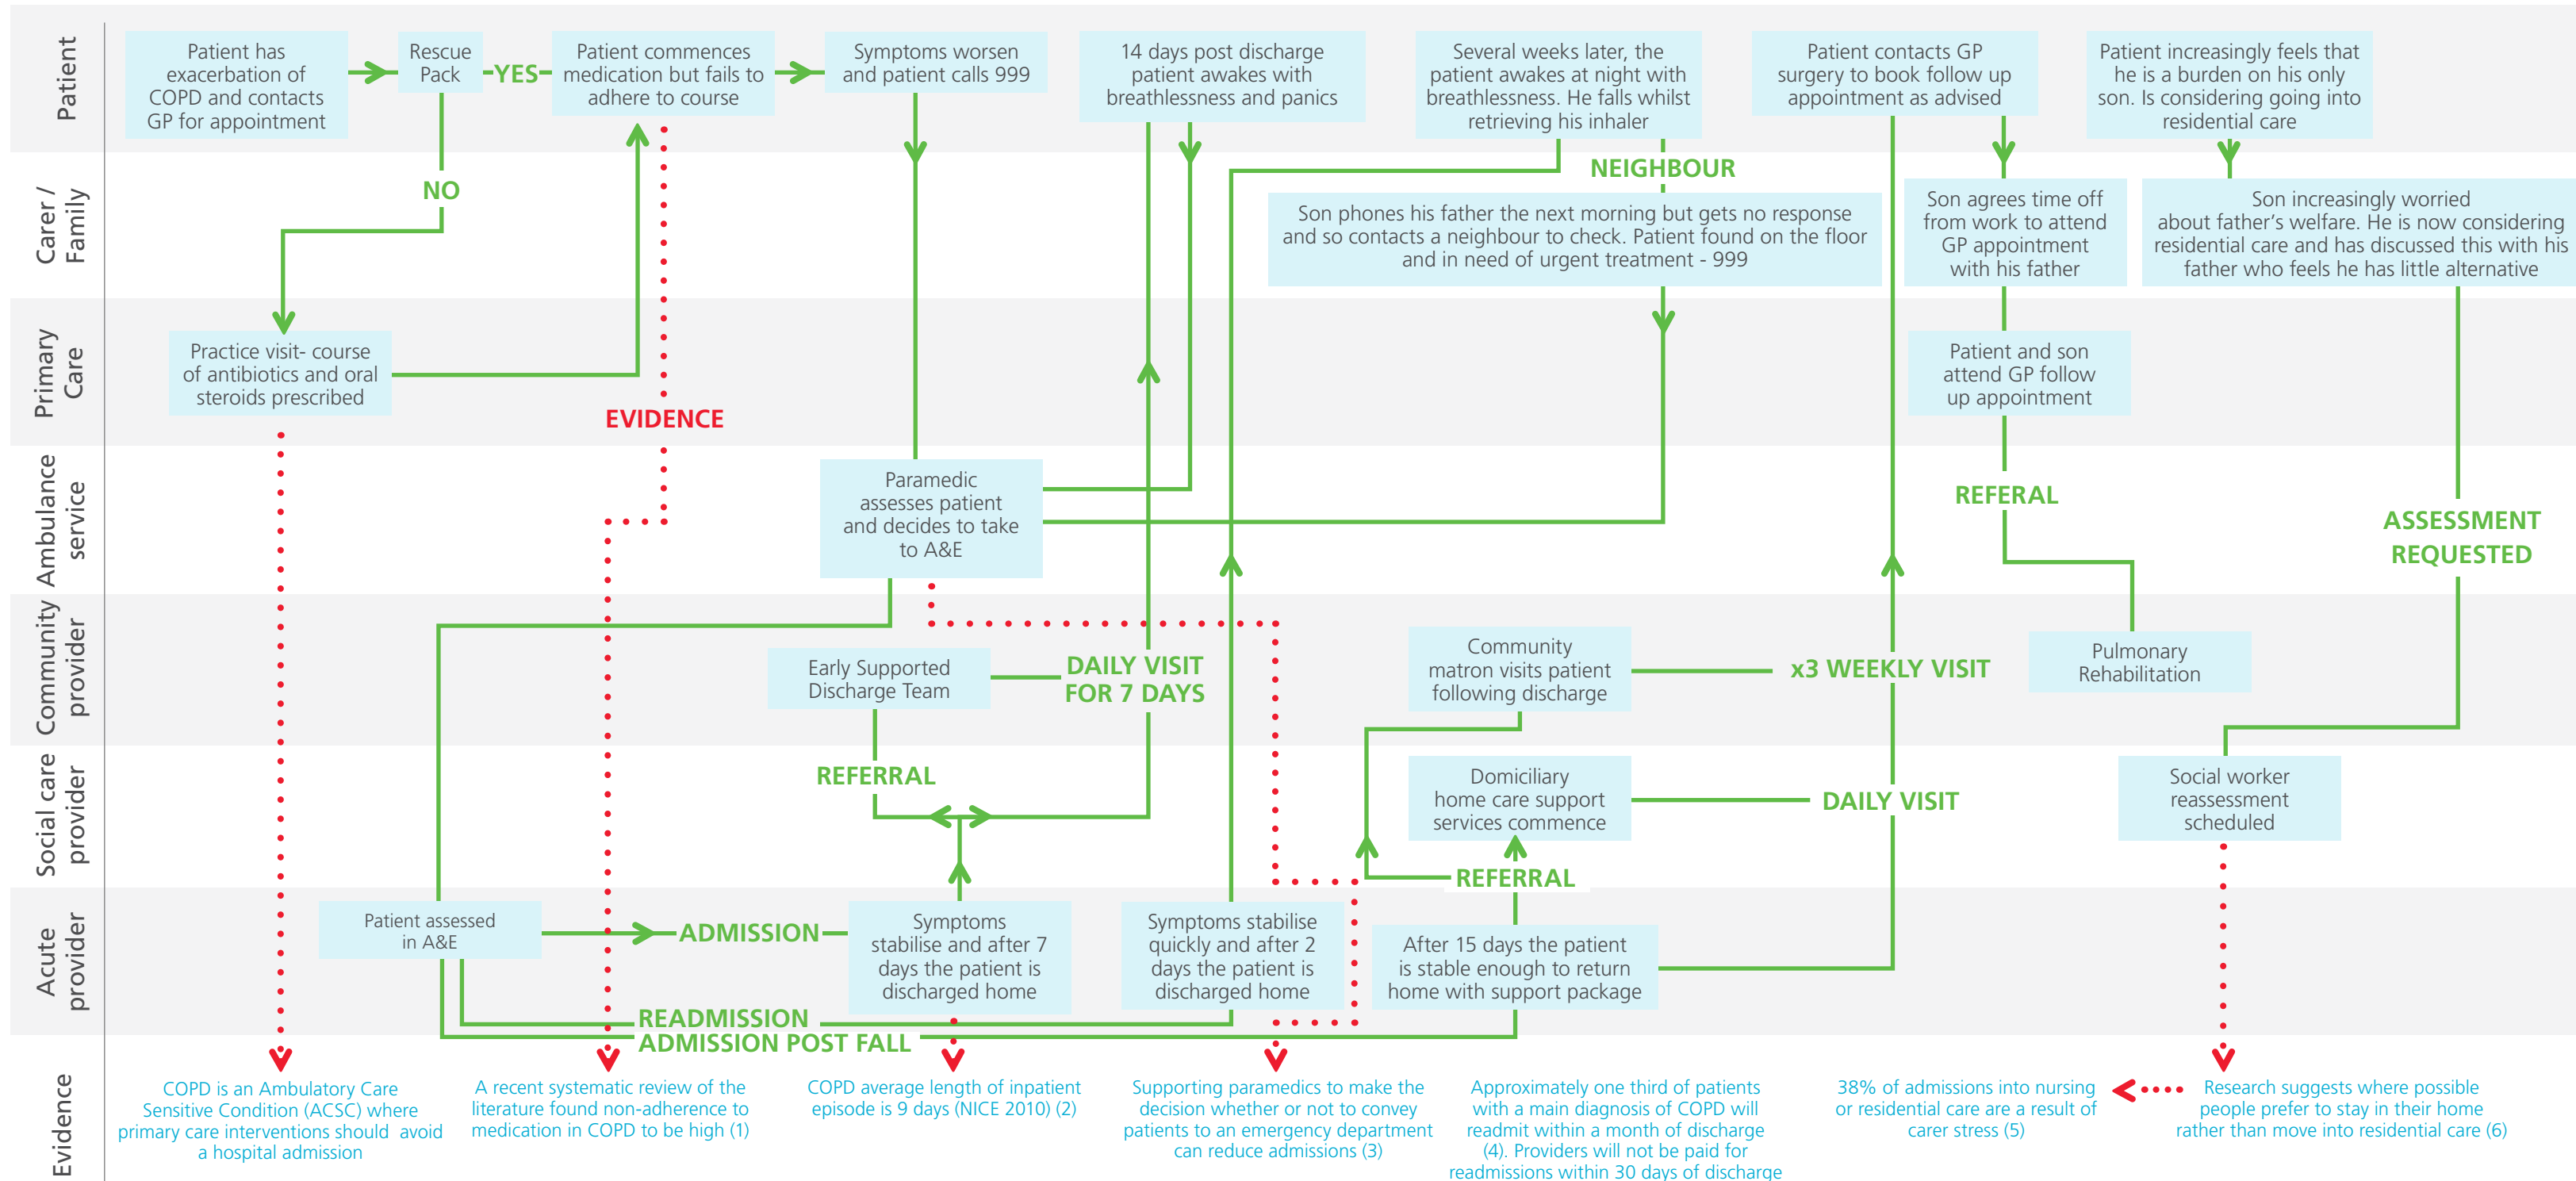 Patient
Patient has
exacerbation of
COPD and contacts
GP for appointment
Rescue
Pack
YES
Patient commences
medication but fails to
adhere to course
Symptoms worsen
and patient calls 999
14 days post discharge
patient awakes with
breathlessness and panics
Several weeks later, the
patient awakes at night with
breathlessness. He falls whilst
retrieving his inhaler
Patient contacts GP
surgery to book follow up
appointment as advised
Patient increasingly feels that
he is a burden on his only
son. Is considering going into
residential care
Carer /
Family
NO
NEIGHBOUR
Son phones his father the next morning but gets no response
and so contacts a neighbour to check. Patient found on the floor
and in need of urgent treatment - 999
Son agrees time off
from work to attend
GP appointment
with his father
Son increasingly worried
about father's welfare. He is now considering
residential care and has discussed this with his
father who feels he has little alternative
Primary
Care
Practice visit- course
of antibiotics and oral
steroids prescribed
EVIDENCE
Patient and son
attend GP follow
up appointment
Ambulance
service
Paramedic
assesses patient
and decides to take
to A&E
REFERAL
ASSESSMENT
REQUESTED
Community
provider
Early Supported
Discharge Team
DAILY VISIT
FOR 7 DAYS
Community
matron visits patient
following discharge
x3 WEEKLY VISIT
Pulmonary
Rehabilitation
Social care
provider
REFERRAL
Domiciliary
home care support
services commence
DAILY VISIT
Social worker
reassessment
scheduled
REFERRAL
Acute
provider
Patient assessed
in A&E
ADMISSION
Symptoms
stabilise and after 7
days the patient is
discharged home
Symptoms stabilise
quickly and after 2
days the patient is
discharged home
After 15 days the patient
is stable enough to return
home with support package
READMISSION
ADMISSION POST FALL
Evidence
COPD is an Ambulatory Care
Sensitive Condition (ACSC) where
primary care interventions should avoid
a hospital admission
A recent systematic review of the
literature found non-adherence to
medication in COPD to be high (1)
COPD average length of inpatient
episode is 9 days (NICE 2010) (2)
Supporting paramedics to make the
decision whether or not to convey
patients to an emergency department
can reduce admissions (3)
Approximately one third of patients
with a main diagnosis of COPD will
readmit within a month of discharge
(4). Providers will not be paid for
readmissions within 30 days of discharge
38% of admissions into nursing
or residential care are a result of
carer stress (5)
Research suggests where possible
people prefer to stay in their home
rather than move into residential care (6)